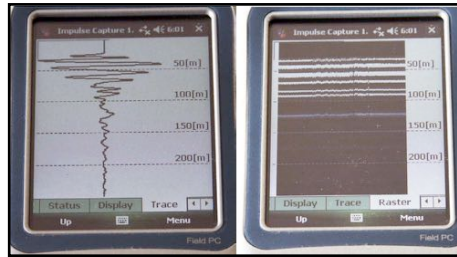 Impulse Capture 1. 6:01
50[m]
100[m]
150[m]
200[m]
Status Display Trace
Up Menu
Field PC
Impulse Capture 1. 6:01
50[m]
100[m]
150[m]
200[m]
Display Trace Raster
Up Menu
Field PC